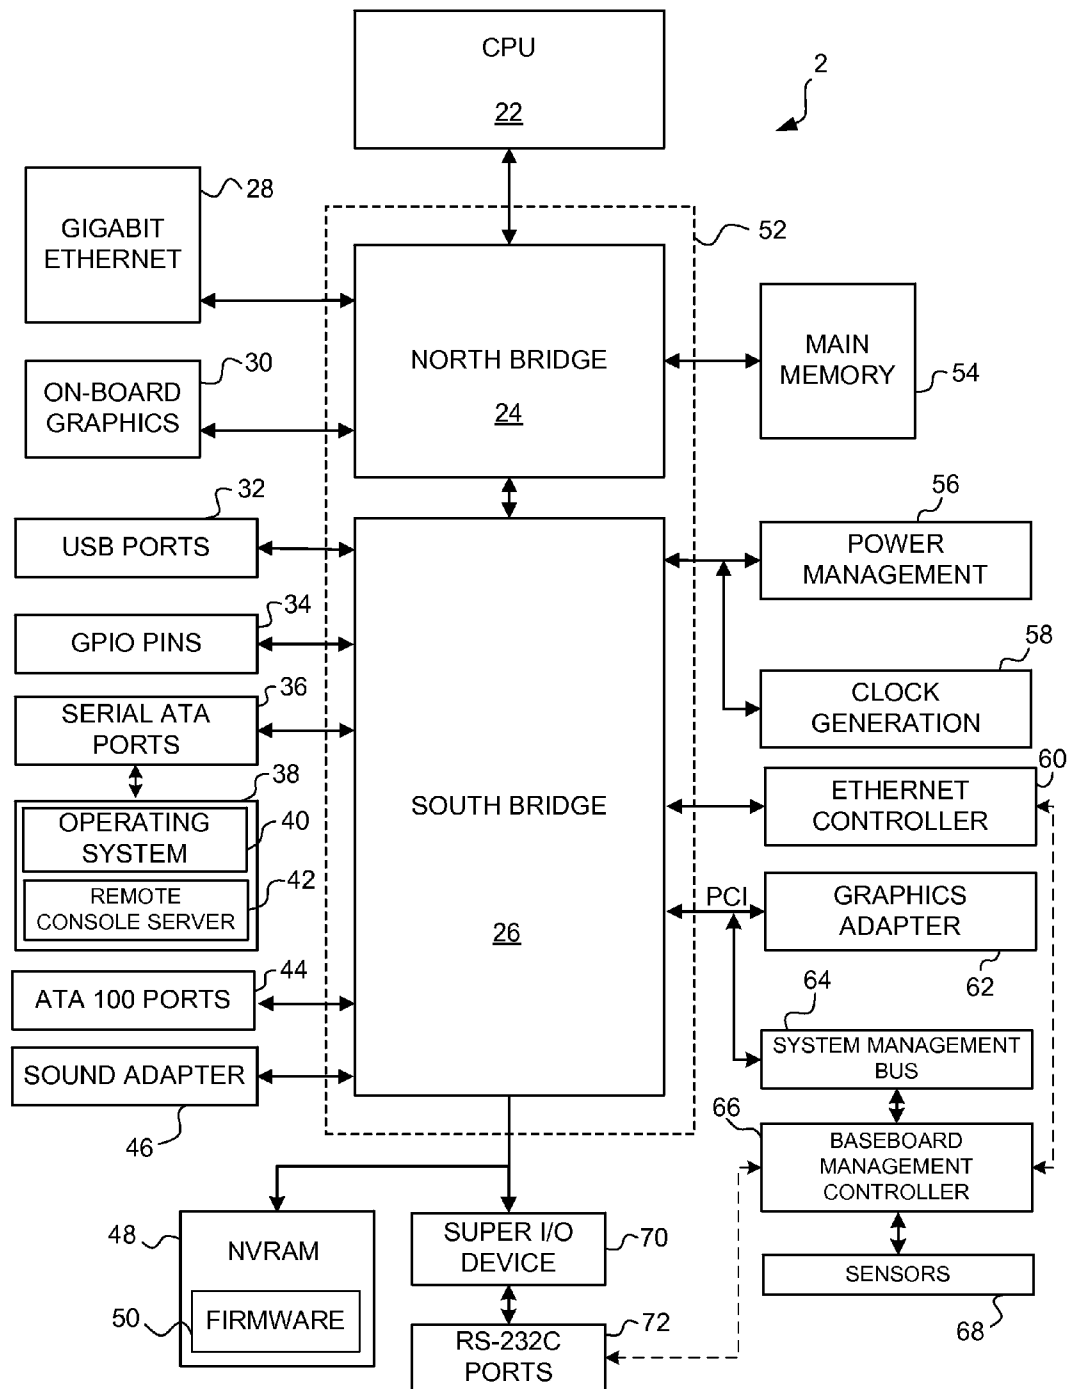 CPU
22
2
28
GIGABIT
ETHERNET
52
NORTH BRIDGE
24
MAIN
MEMORY
54
30
ON-BOARD
GRAPHICS
32
USB PORTS
56
POWER
MANAGEMENT
34
GPIO PINS
58
CLOCK
GENERATION
36
SERIAL ATA
PORTS
60
ETHERNET
CONTROLLER
38
OPERATING
SYSTEM
40
REMOTE
CONSOLE SERVER
42
SOUTH BRIDGE
26
PCI
GRAPHICS
ADAPTER
62
44
ATA 100 PORTS
64
SYSTEM MANAGEMENT
BUS
SOUND ADAPTER
46
66
BASEBOARD
MANAGEMENT
CONTROLLER
48
NVRAM
50
FIRMWARE
SUPER I/O
DEVICE
70
SENSORS
68
RS-232C
PORTS
72